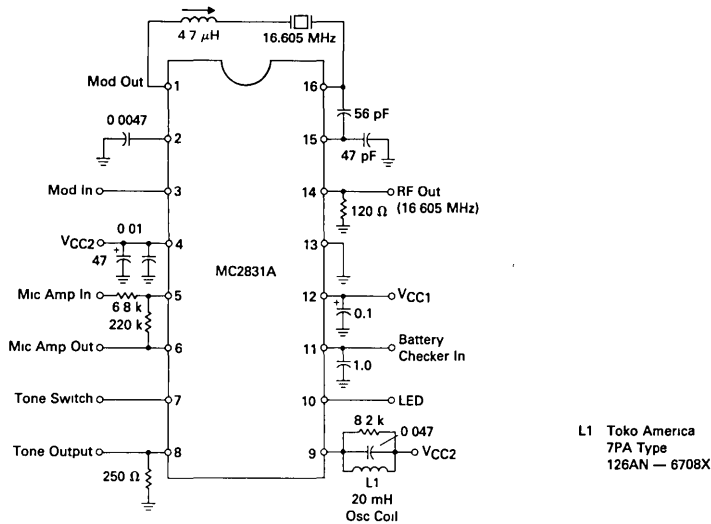 4 7 μH
16.605 MHz
Mod Out
1
16
56 pF
0 0047
2
15
47 pF
Mod In
3
14
RF Out
(16 605 MHz)
120 Ω
0 01
VCC2
4
13
+
47
MC2831A
Mic Amp In
5
12
VCC1
6 8 k
+
0.1
220 k
Mic Amp Out
6
11
Battery
Checker In
1.0
Tone Switch
7
10
LED
8 2 k
0 047
Tone Output
8
9
VCC2
250 Ω
L1
20 mH
Osc Coil
L1 Toko America
7PA Type
126AN — 6708X